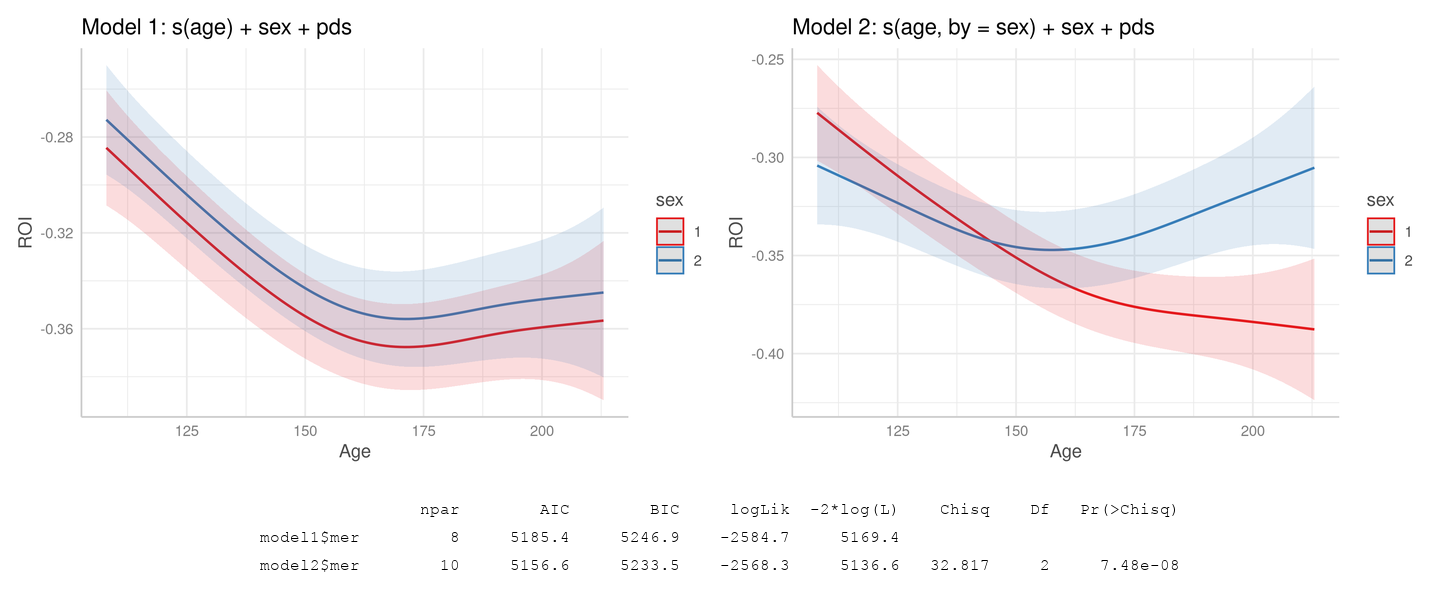 Model 1: s(age) + sex + pds
-0.28
-0.32
-0.36
ROI
125 150 175 200
Age
sex
1
2
Model 2: s(age, by = sex) + sex + pds
-0.25
-0.30
-0.35
-0.40
ROI
125 150 175 200
Age
sex
1
2
npar AIC BIC logLik -2*log(L) Chisq Df Pr(>Chisq)
model1$mer 8 5185.4 5246.9 -2584.7 5169.4
model2$mer 10 5156.6 5233.5 -2568.3 5136.6 32.817 2 7.48e-08